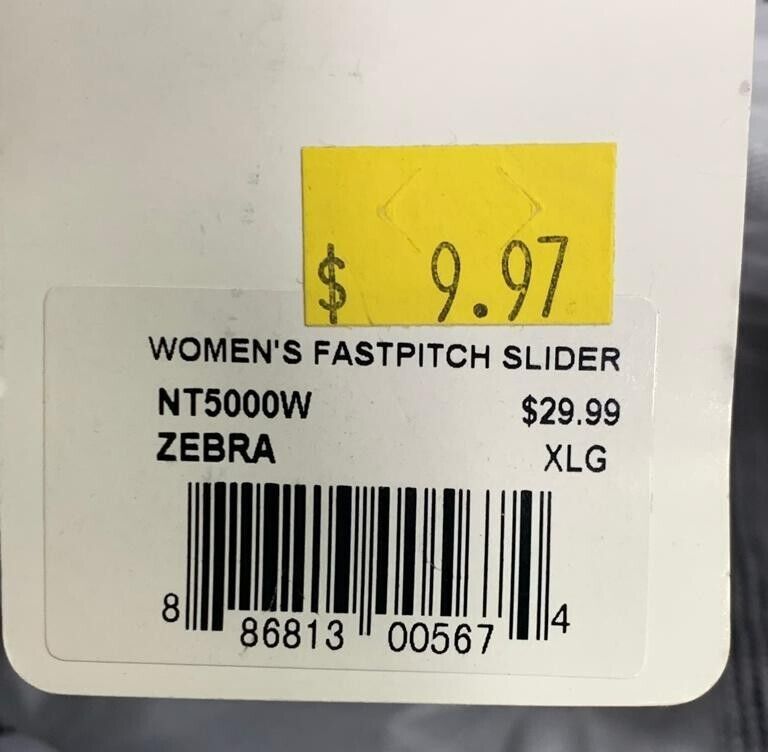 $ 9.97
WOMEN'S FASTPITCH SLIDER
NT5000W $29.99
ZEBRA XLG
8 86813 00567 4